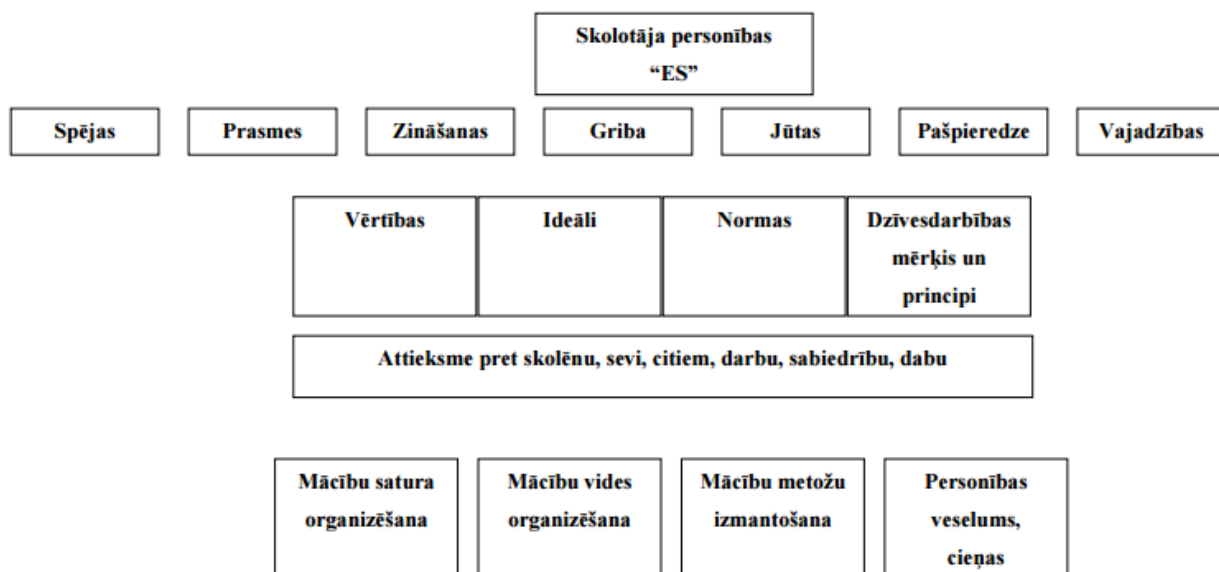 Skolotāja personības
“ES”
Spējas
Prasmes
Zināšanas
Griba
Jūtas
Pašpieredze
Vajadzības
Vērtības
Ideāli
Normas
Dzīvesdarbības
mērķis un
principi
Attieksme pret skolēnu, sevi, citiem, darbu, sabiedrību, dabu
Mācību satura
organizēšana
Mācību vides
organizēšana
Mācību metožu
izmantošana
Personības
veselums,
cieņas